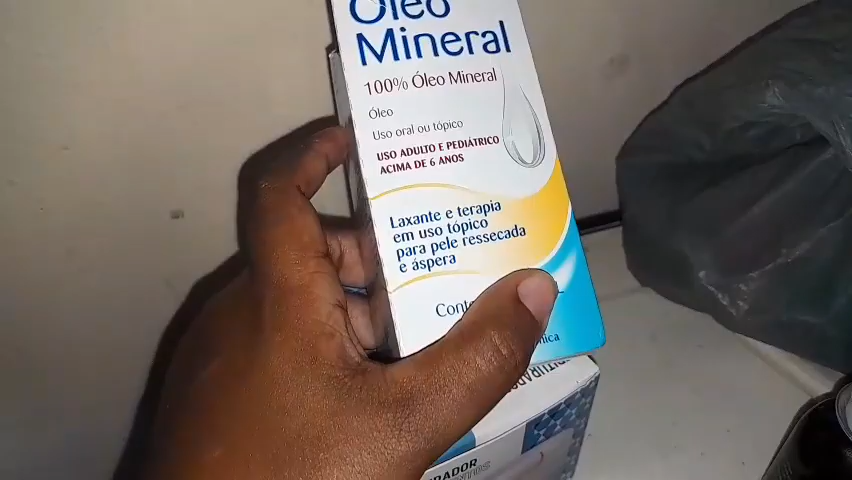 Óleo
Mineral
100% Óleo Mineral
Óleo
Uso oral ou tópico
USO ADULTO E PEDIÁTRICO
ACIMA DE 6 ANOS
Laxante e terapia
em uso tópico
para pele ressecada
e áspera